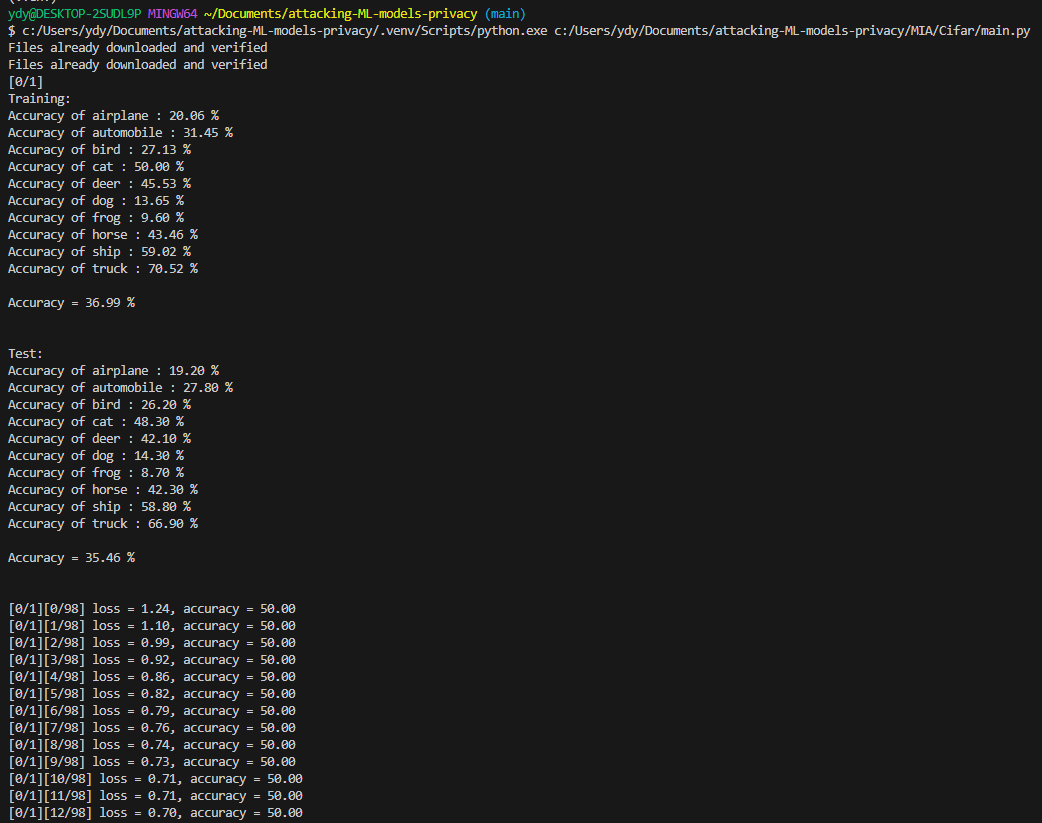 ydy@DESKTOP-2SUDL9P MINGW64 ~/Documents/attacking-ML-models-privacy (main)
$ c:/Users/ydy/Documents/attacking-ML-models-privacy/.venv/Scripts/python.exe c:/Users/ydy/Documents/attacking-ML-models-privacy/MIA/Cifar/main.py
Files already downloaded and verified
Files already downloaded and verified
[0/1]
Training:
Accuracy of airplane : 20.06 %
Accuracy of automobile : 31.45 %
Accuracy of bird : 27.13 %
Accuracy of cat : 50.00 %
Accuracy of deer : 45.53 %
Accuracy of dog : 13.65 %
Accuracy of frog : 9.60 %
Accuracy of horse : 43.46 %
Accuracy of ship : 59.02 %
Accuracy of truck : 70.52 %
Accuracy = 36.99 %
Test:
Accuracy of airplane : 19.20 %
Accuracy of automobile : 27.80 %
Accuracy of bird : 26.20 %
Accuracy of cat : 48.30 %
Accuracy of deer : 42.10 %
Accuracy of dog : 14.30 %
Accuracy of frog : 8.70 %
Accuracy of horse : 42.30 %
Accuracy of ship : 58.80 %
Accuracy of truck : 66.90 %
Accuracy = 35.46 %
[0/1][0/98] loss = 1.24, accuracy = 50.00
[0/1][1/98] loss = 1.10, accuracy = 50.00
[0/1][2/98] loss = 0.99, accuracy = 50.00
[0/1][3/98] loss = 0.92, accuracy = 50.00
[0/1][4/98] loss = 0.86, accuracy = 50.00
[0/1][5/98] loss = 0.82, accuracy = 50.00
[0/1][6/98] loss = 0.79, accuracy = 50.00
[0/1][7/98] loss = 0.76, accuracy = 50.00
[0/1][8/98] loss = 0.74, accuracy = 50.00
[0/1][9/98] loss = 0.73, accuracy = 50.00
[0/1][10/98] loss = 0.71, accuracy = 50.00
[0/1][11/98] loss = 0.71, accuracy = 50.00
[0/1][12/98] loss = 0.70, accuracy = 50.00